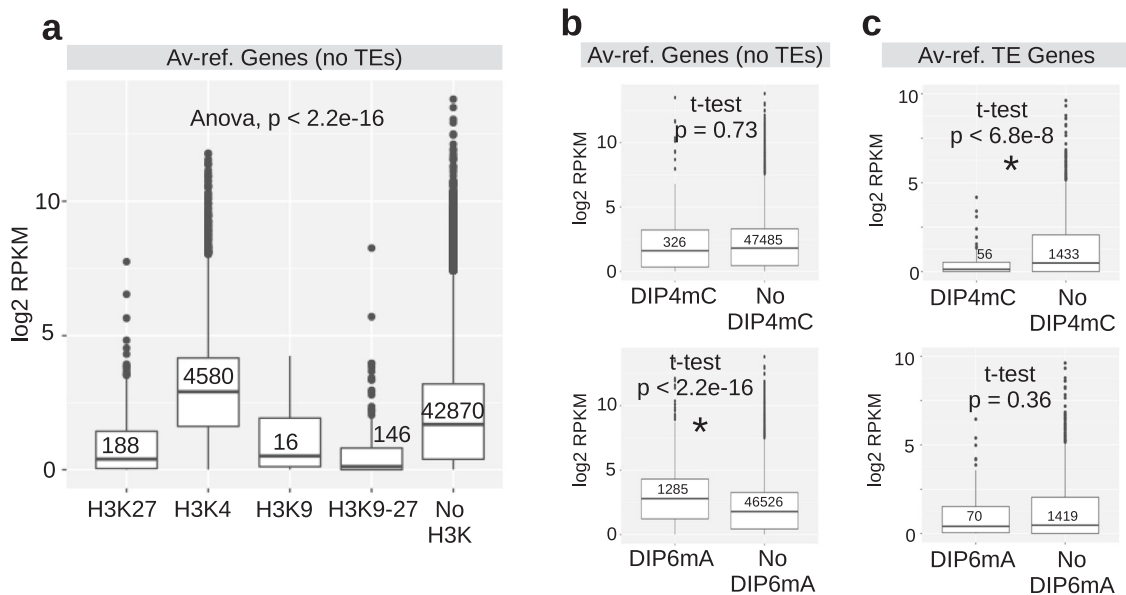 a
Av-ref. Genes (no TEs)
Anova, p < 2.2e-16
log2 RPKM
10
5
0
188
4580
16
146
42870
H3K27
H3K4
H3K9
H3K9-27
No
H3K
b
Av-ref. Genes (no TEs)
t-test
p = 0.73
log2 RPKM
10
5
0
326
47485
DIP4mC
No
DIP4mC
t-test
p < 2.2e-16
*
log2 RPKM
10
5
0
1285
46526
DIP6mA
No
DIP6mA
c
Av-ref. TE Genes
t-test
p < 6.8e-8
*
log2 RPKM
10
5
0
56
1433
DIP4mC
No
DIP4mC
t-test
p = 0.36
log2 RPKM
10
5
0
70
1419
DIP6mA
No
DIP6mA